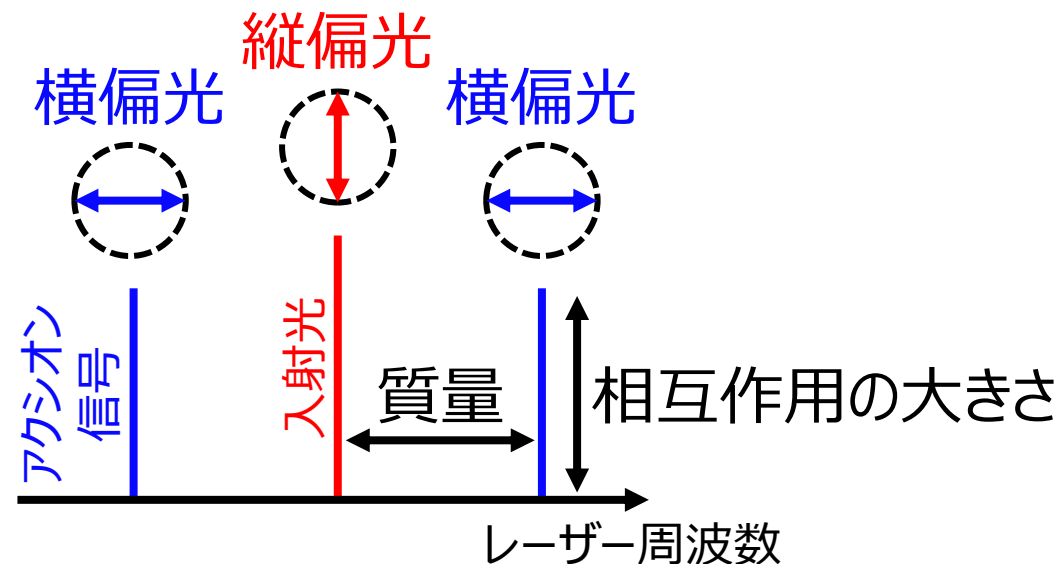 縦偏光
横偏光
横偏光
アクシオン
信号
入射光
質量
相互作用の大きさ
レーザー周波数